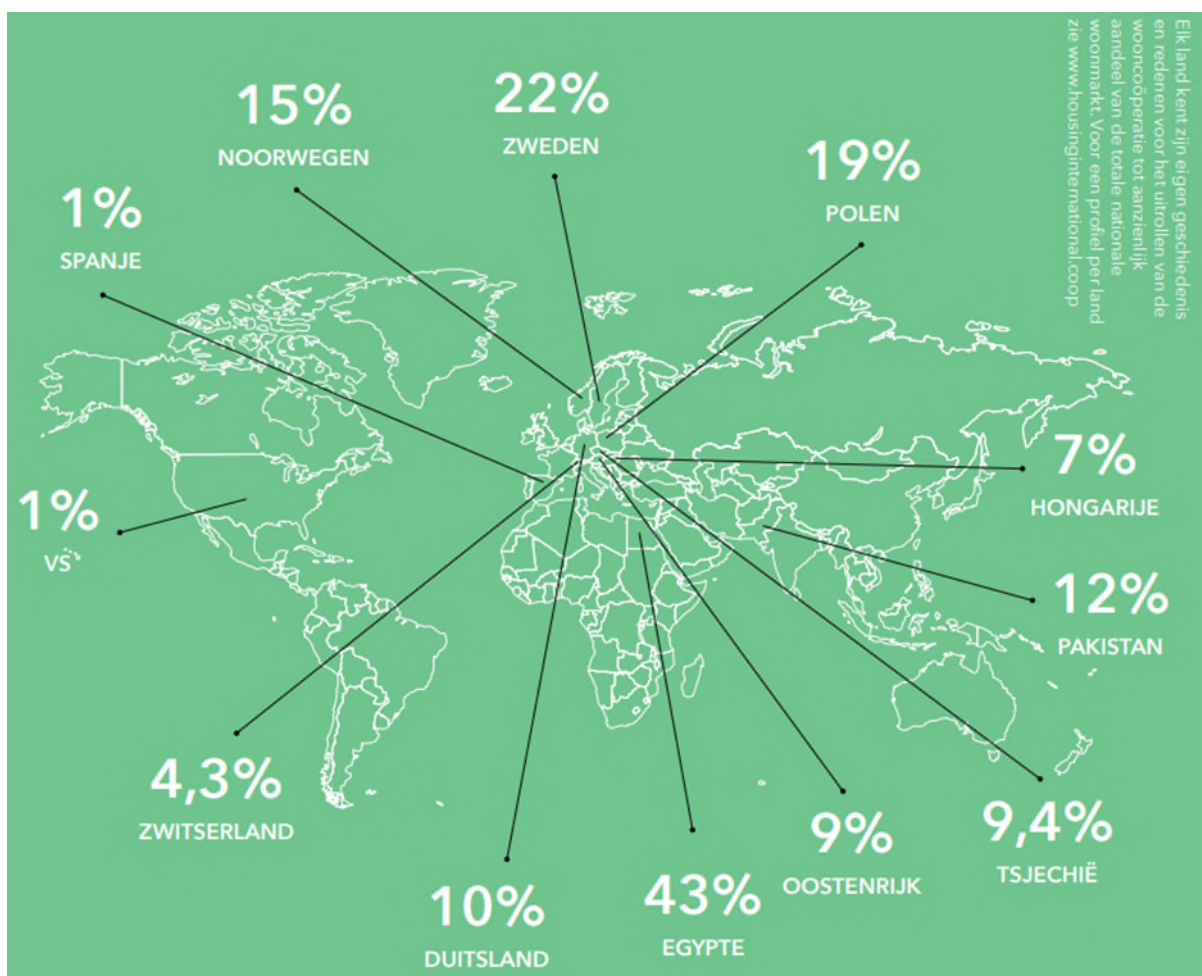 Elk land kent zijn eigen geschiedenis
en redenen voor het uitrollen van de
wooncoöperatie tot aanzienlijk
aandeel van de totale nationale
woonmarkt. Voor een profiel per land
zie www.housinginternational.coop
22%
ZWEDEN
15%
NOORWEGEN
19%
POLEN
1%
SPANJE
7%
HONGARIJE
1%
VS
12%
PAKISTAN
4,3%
ZWITSERLAND
9,4%
TSJECHIË
9%
OOSTENRIJK
43%
EGYPTE
10%
DUITSLAND